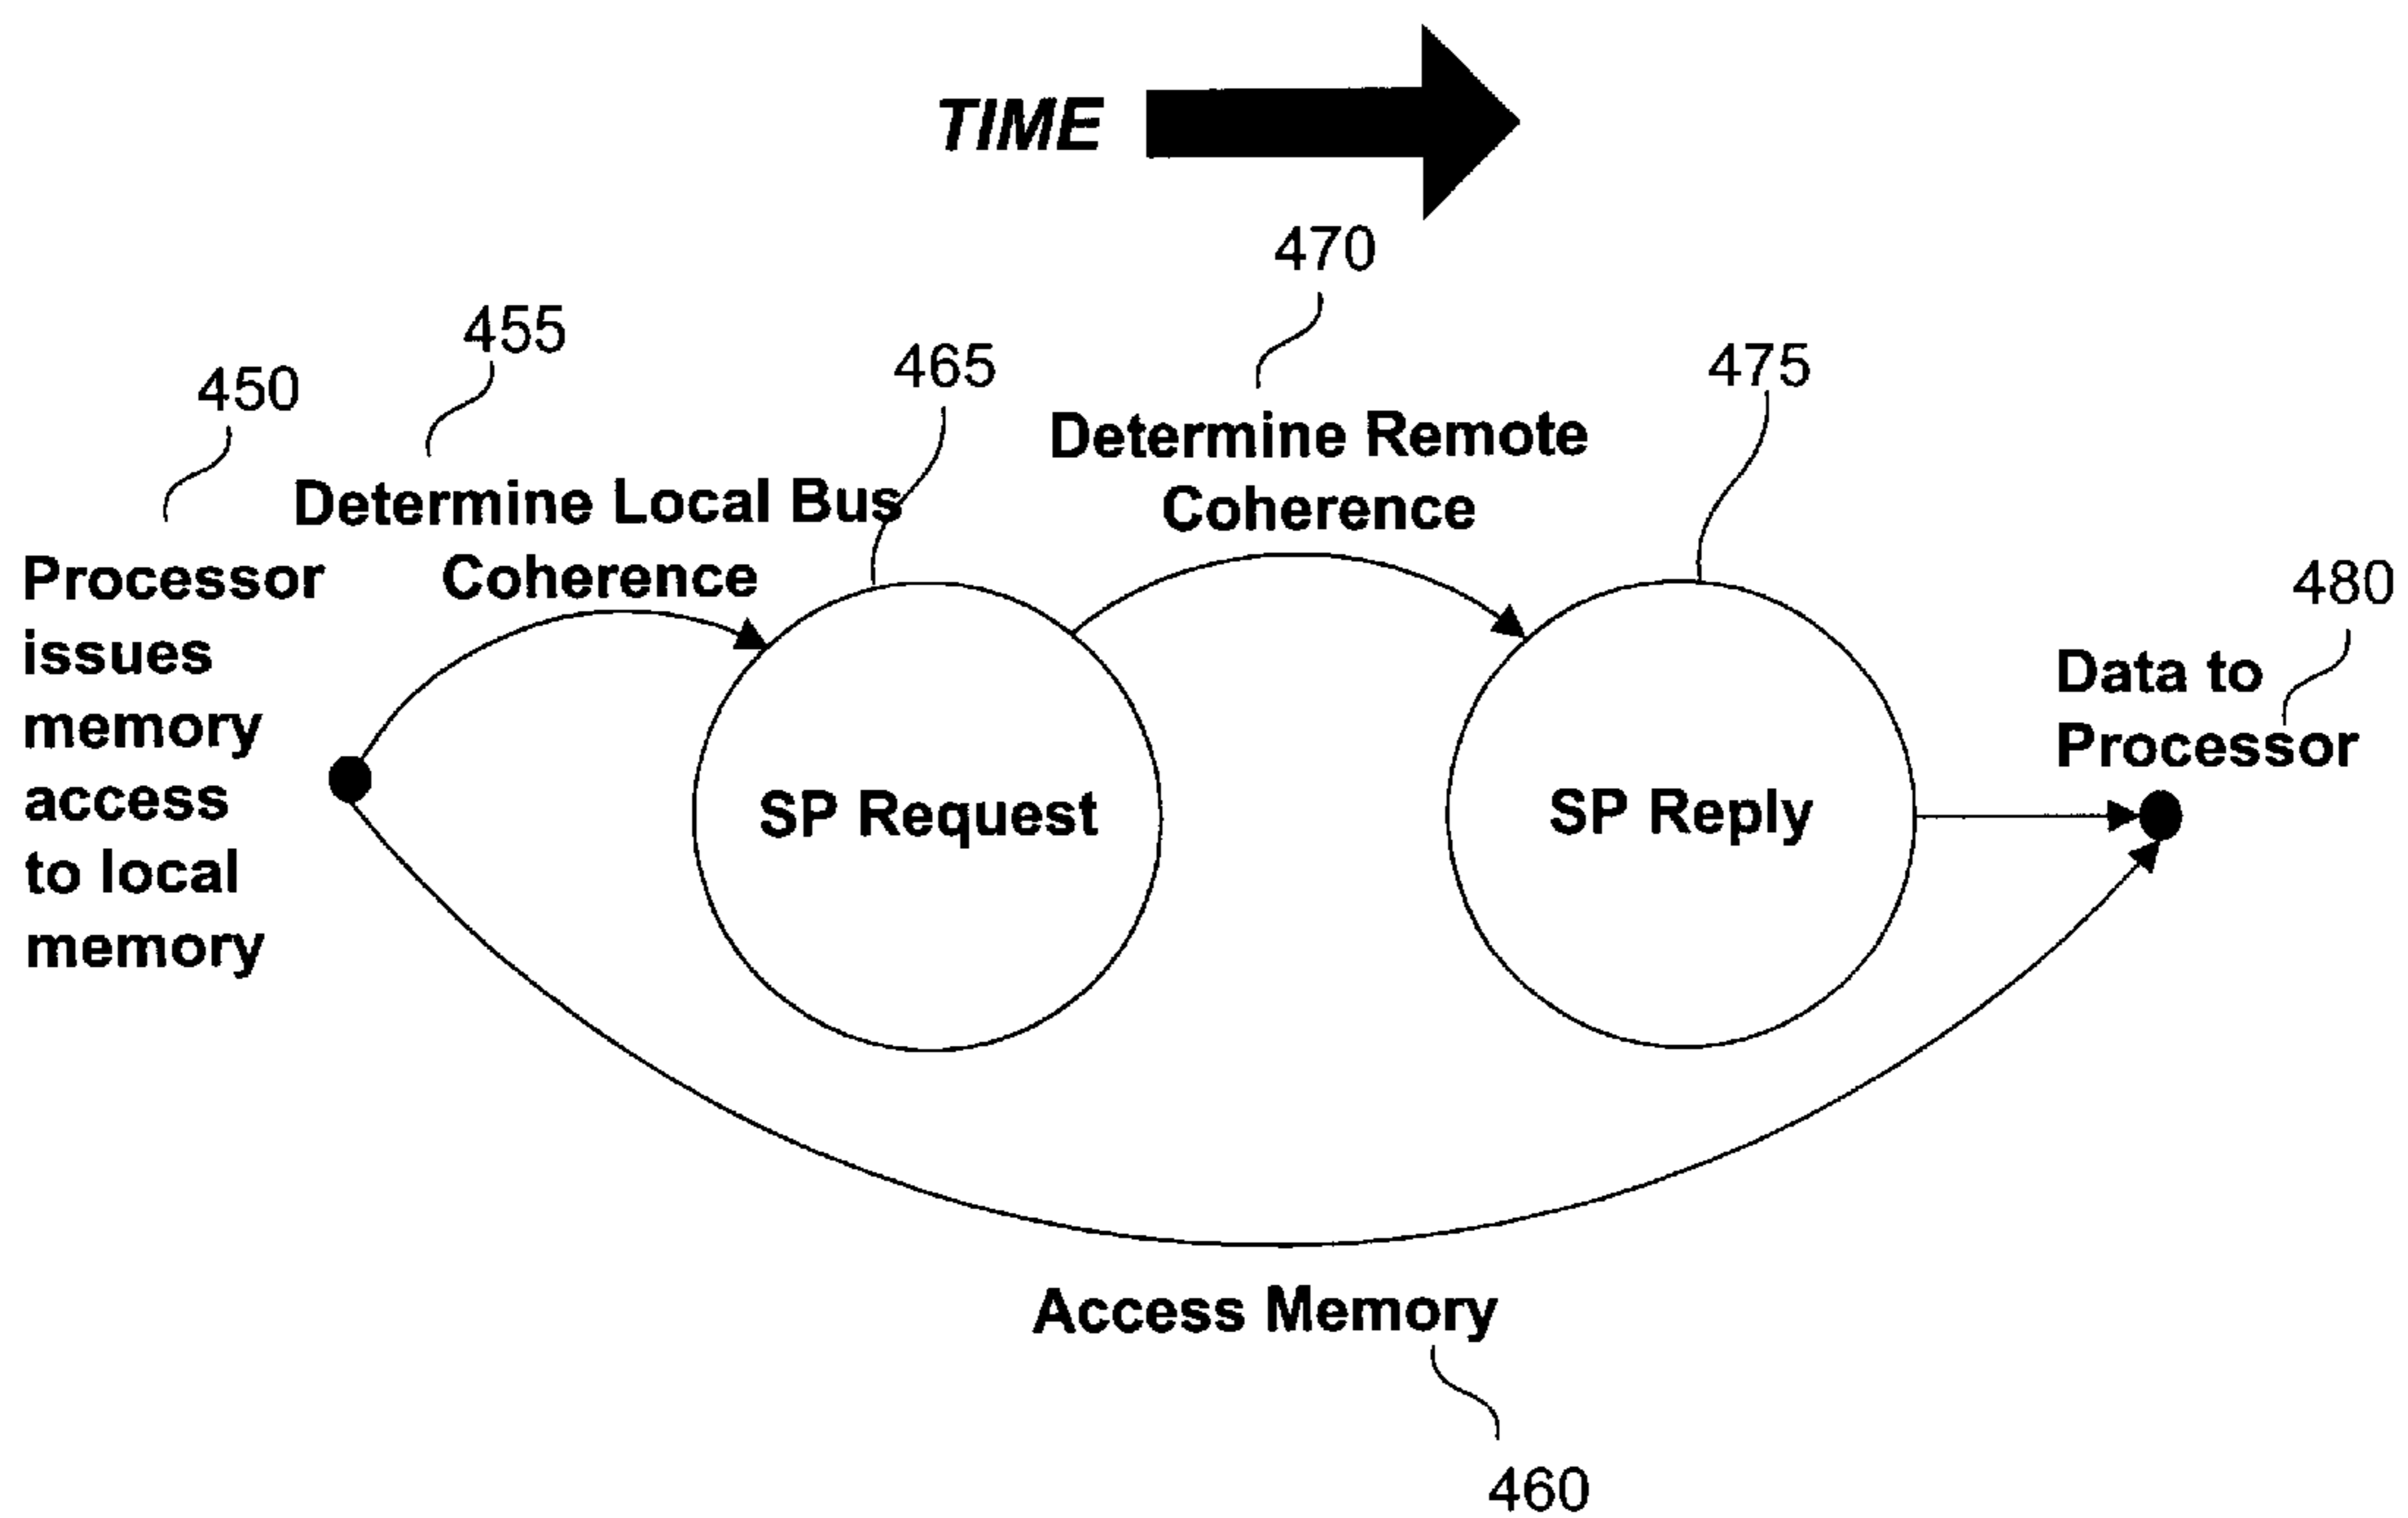 TIME
470
455
465
475
450
Determine Remote
Coherence
Determine Local Bus
Coherence
480
Processor
issues
memory
access
to local
memory
Data to
Processor
SP Request
SP Reply
Access Memory
460